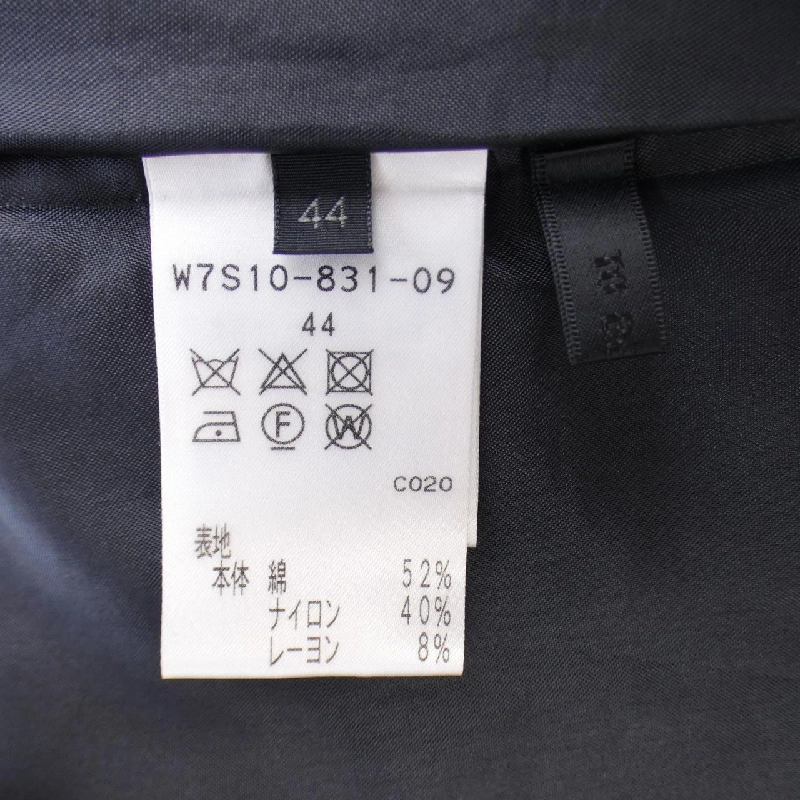 44
W7S10-831-09
44
F
W
C020
表地
本体 綿 52%
ナイロン 40%
レーヨン 8%